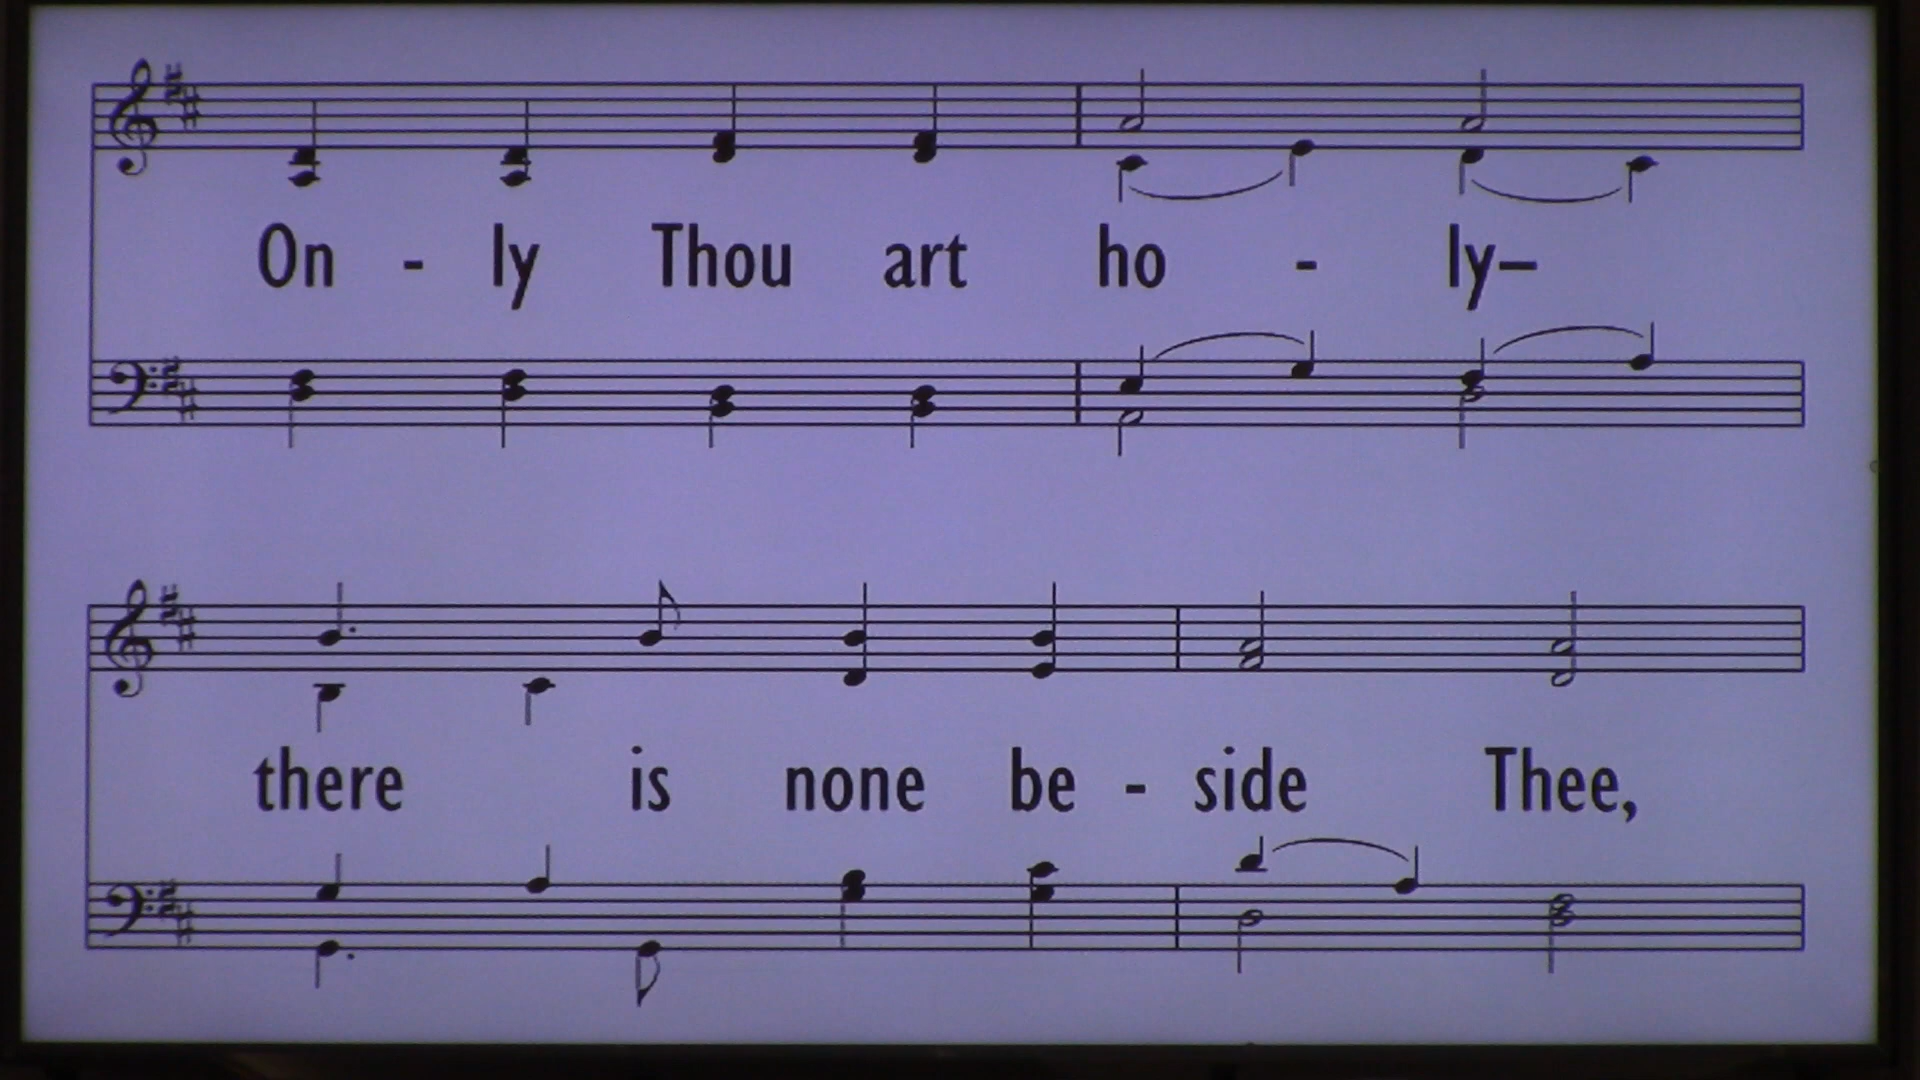 On - ly Thou art ho - ly–
there is none be - side Thee,